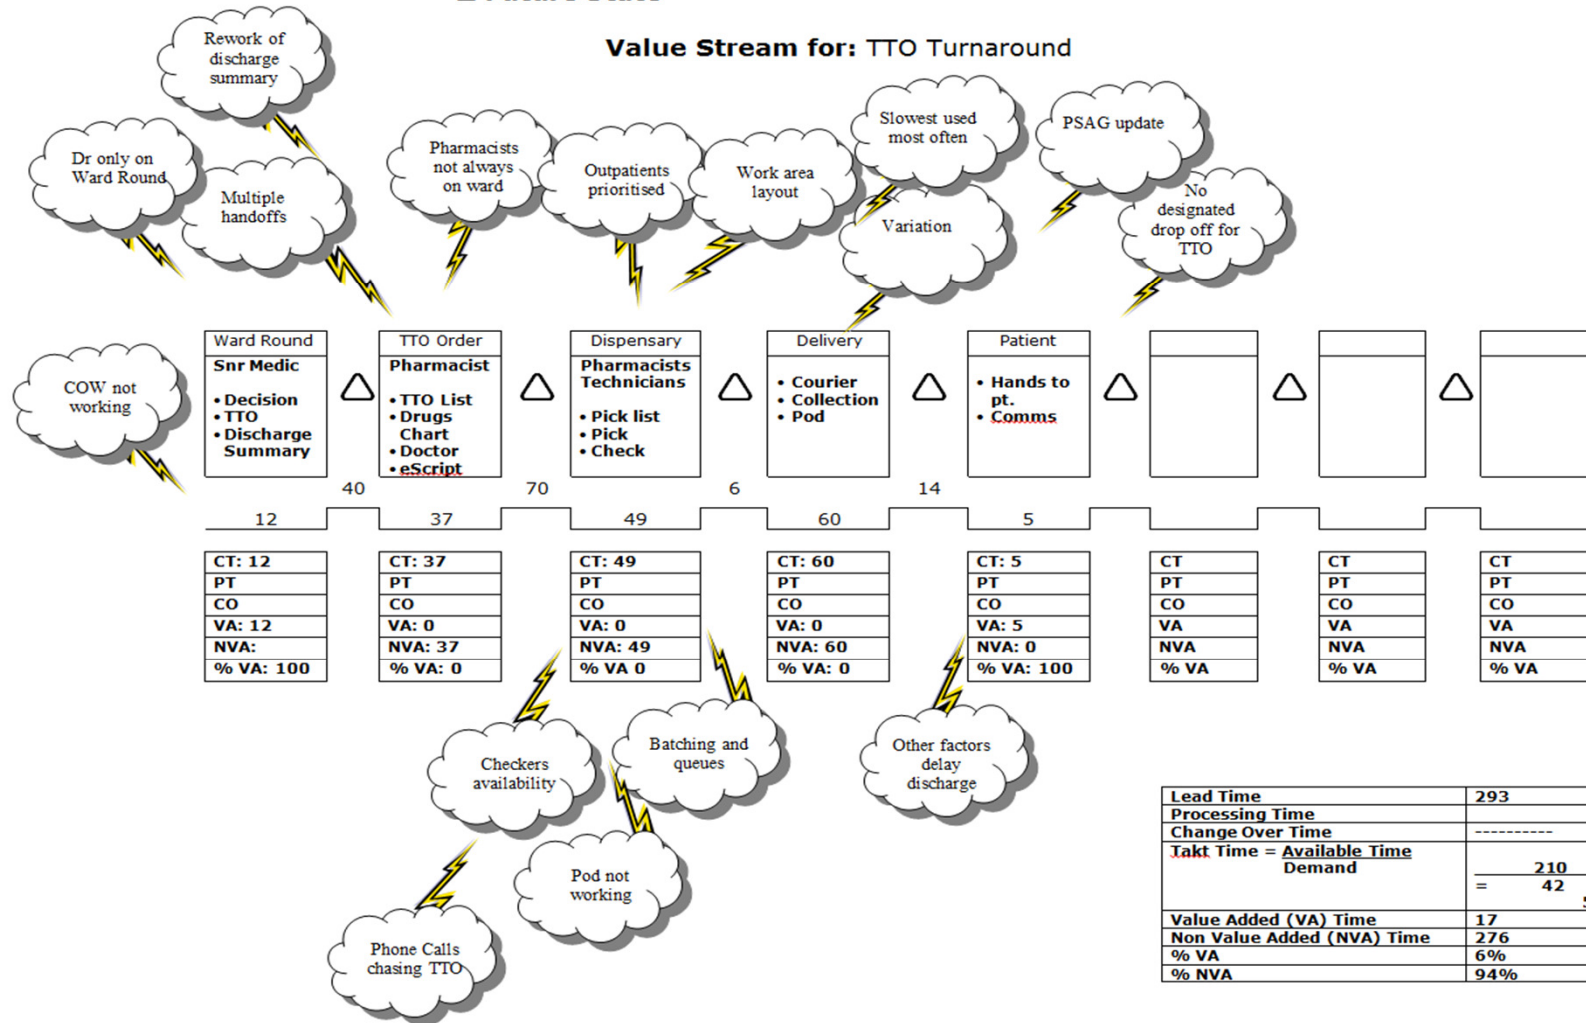 Value Stream for: TTO Turnaround
Rework of
discharge
summary
Dr only on
Ward Round
Multiple
handoffs
Pharmacists
not always
on ward
Outpatients
prioritised
Work area
layout
Slowest used
most often
Variation
PSAG update
No
designated
drop off for
TTO
COW not
working
Ward Round
Snr Medic
• Decision
• TTO
• Discharge
Summary
TTO Order
Pharmacist
• TTO List
• Drugs
Chart
• Doctor
• eScript
Dispensary
Pharmacists
Technicians
• Pick list
• Pick
• Check
Delivery
• Courier
• Collection
• Pod
Patient
• Hands to
pt.
• Comms
40
70
6
14
12
37
49
60
5
CT: 12
PT
CO
VA: 12
NVA:
% VA: 100
CT: 37
PT
CO
VA: 0
NVA: 37
% VA: 0
CT: 49
PT
CO
VA: 0
NVA: 49
% VA 0
CT: 60
PT
CO
VA: 0
NVA: 60
% VA: 0
CT: 5
PT
CO
VA: 5
NVA: 0
% VA: 100
CT
PT
CO
VA
NVA
% VA
CT
PT
CO
VA
NVA
% VA
CT
PT
CO
VA
NVA
% VA
Checkers
availability
Batching and
queues
Other factors
delay
discharge
Pod not
working
Phone Calls
chasing TTO
Lead Time 293
Processing Time
Change Over Time ----------
Takt Time = Available Time
Demand 210
= 42
Value Added (VA) Time 17
Non Value Added (NVA) Time 276
% VA 6%
% NVA 94%